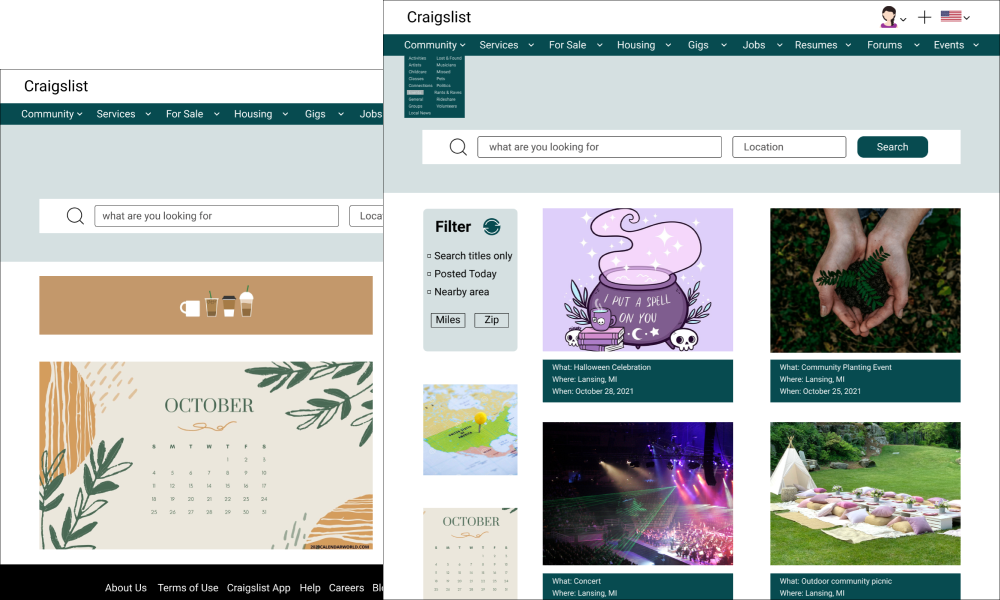 Craigslist
Community Services For Sale Housing Gigs Jobs
what are you looking for
Loca
OCTOBER
S M T W T F S
1 2 3
4 5 6 7 8 9 10
11 12 13 14 15 16 17
18 19 20 21 22 23 24
25 26 27 28 29 30 31
2020CALENDARWORLD.COM
About Us Terms of Use Craigslist App Help Careers Bl
Craigslist
Community Services For Sale Housing Gigs Jobs Resumes Forums Events
Activities Lost & Found
Artists Musicians
Childcare Missed
Classes Pets
Connections Politics
Events Rants & Raves
General Rideshare
Groups Volunteers
Local News
what are you looking for
Location
Search
Filter
Search titles only
Posted Today
Nearby area
Miles Zip
I PUT A SPELL
ON YOU
What: Halloween Celebration
Where: Lansing, MI
When: October 28, 2021
What: Community Planting Event
Where: Lansing, MI
When: October 25, 2021
OCTOBER
S M T W T F S
What: Concert
Where: Lansing, MI
What: Outdoor community picnic
Where: Lansing, MI